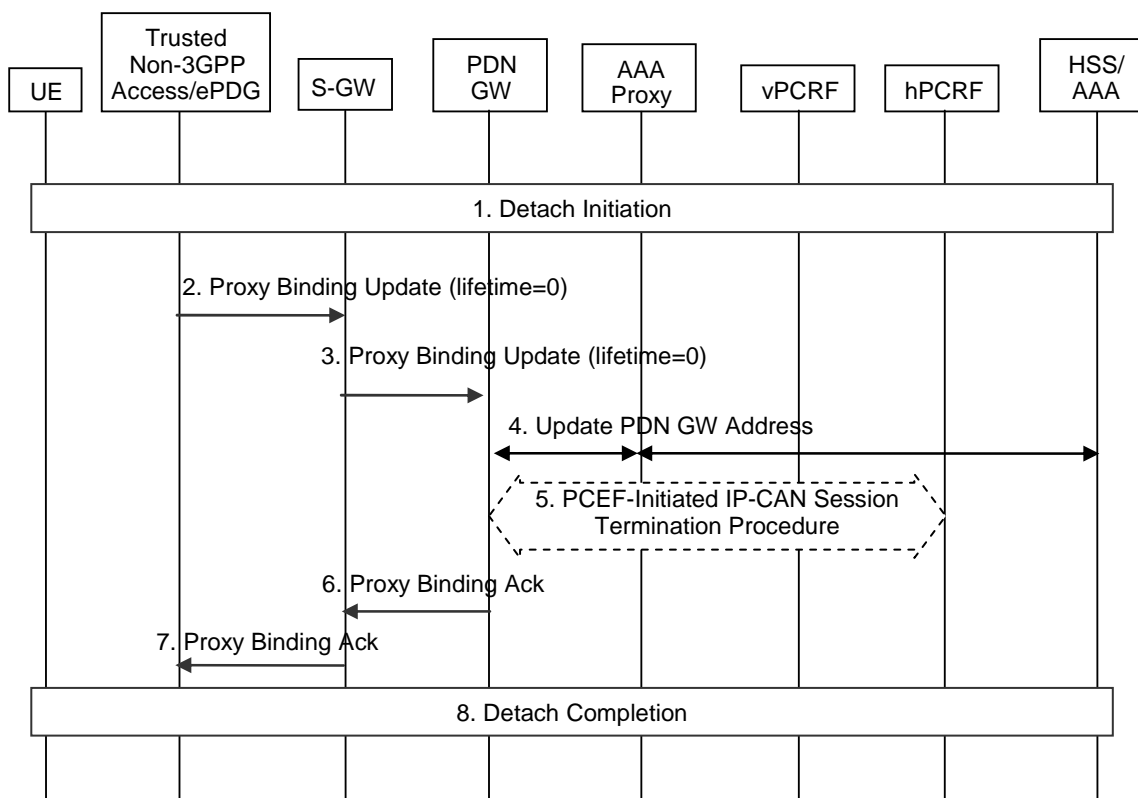 UE
Trusted
Non-3GPP
Access/ePDG
S-GW
PDN
GW
AAA
Proxy
vPCRF
hPCRF
HSS/
AAA
1. Detach Initiation
2. Proxy Binding Update (lifetime=0)
3. Proxy Binding Update (lifetime=0)
4. Update PDN GW Address
5. PCEF-Initiated IP-CAN Session
Termination Procedure
6. Proxy Binding Ack
7. Proxy Binding Ack
8. Detach Completion